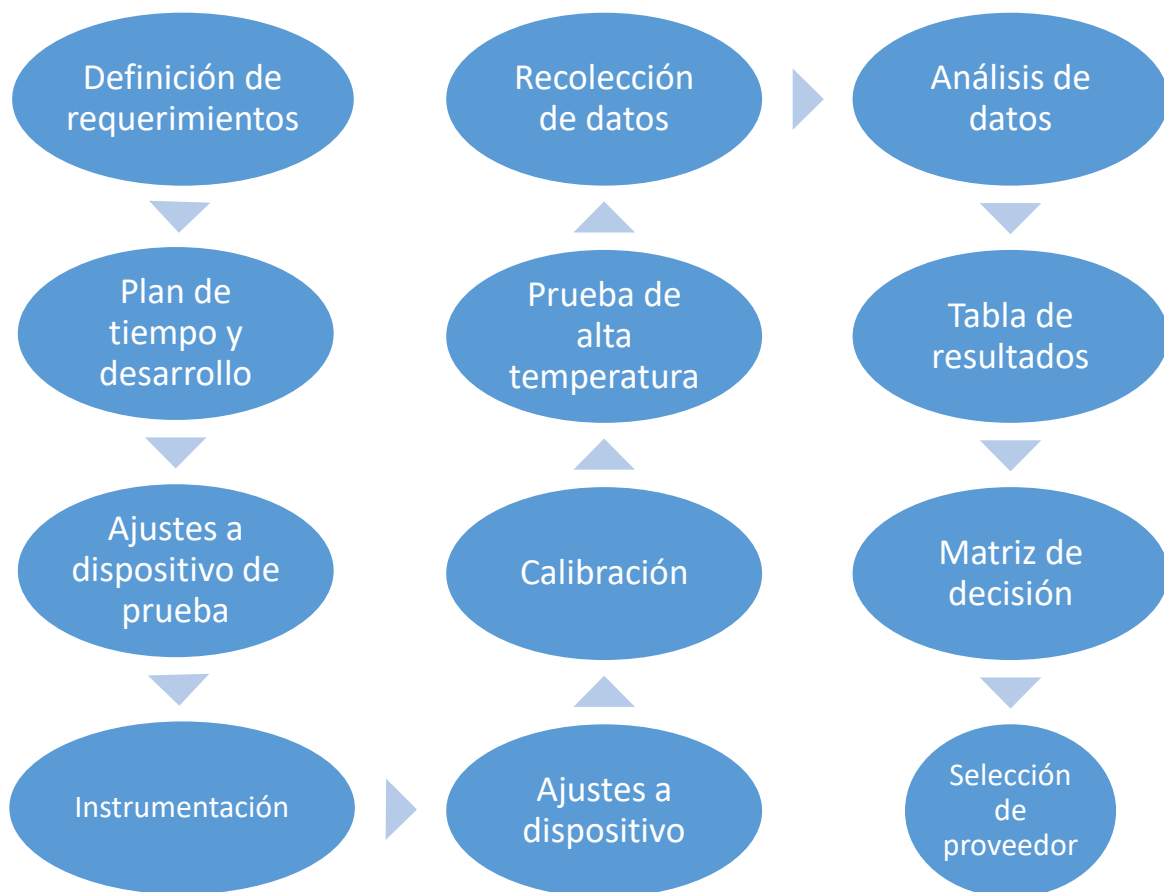 Definición de
requerimientos
Plan de
tiempo y
desarrollo
Ajustes a
dispositivo de
prueba
Instrumentación
Ajustes a
dispositivo
Calibración
Prueba de
alta
temperatura
Recolección
de datos
Análisis de
datos
Tabla de
resultados
Matriz de
decisión
Selección
de
proveedor